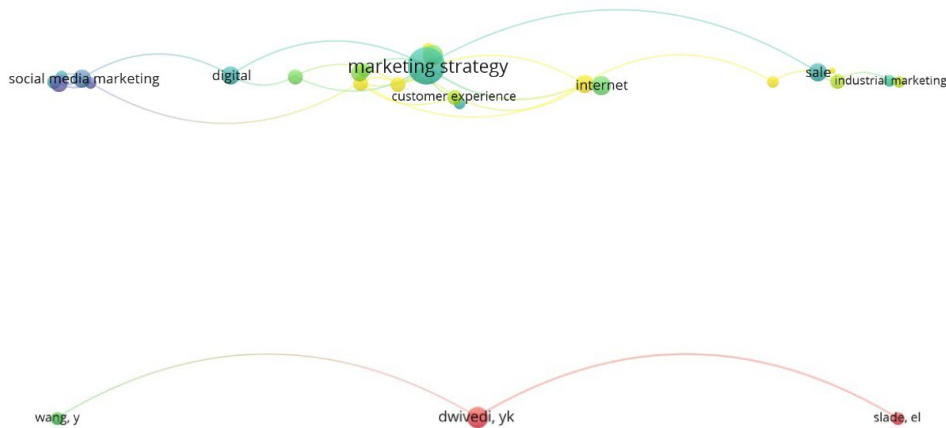 social media marketing
digital
marketing strategy
customer experience
internet
sale
industrial marketing
wang, y
dwivedi, yk
slade, el